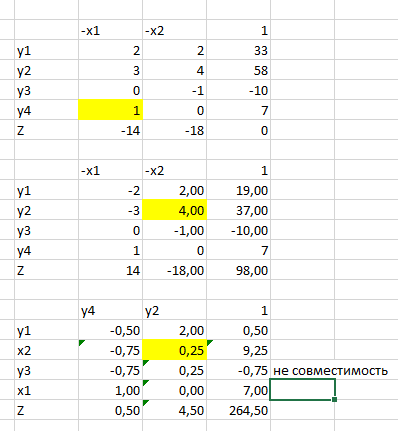 -x1 -x2 1
y1 2 2 33
y2 3 4 58
y3 0 -1 -10
y4 1 0 7
Z -14 -18 0
-x1 -x2 1
y1 -2 2,00 19,00
y2 -3 4,00 37,00
y3 0 -1,00 -10,00
y4 1 0 7
Z 14 -18,00 98,00
y4 y2 1
y1 -0,50 2,00 0,50
x2 -0,75 0,25 9,25
y3 -0,75 0,25 -0,75 не совместимость
x1 1,00 0,00 7,00
Z 0,50 4,50 264,50